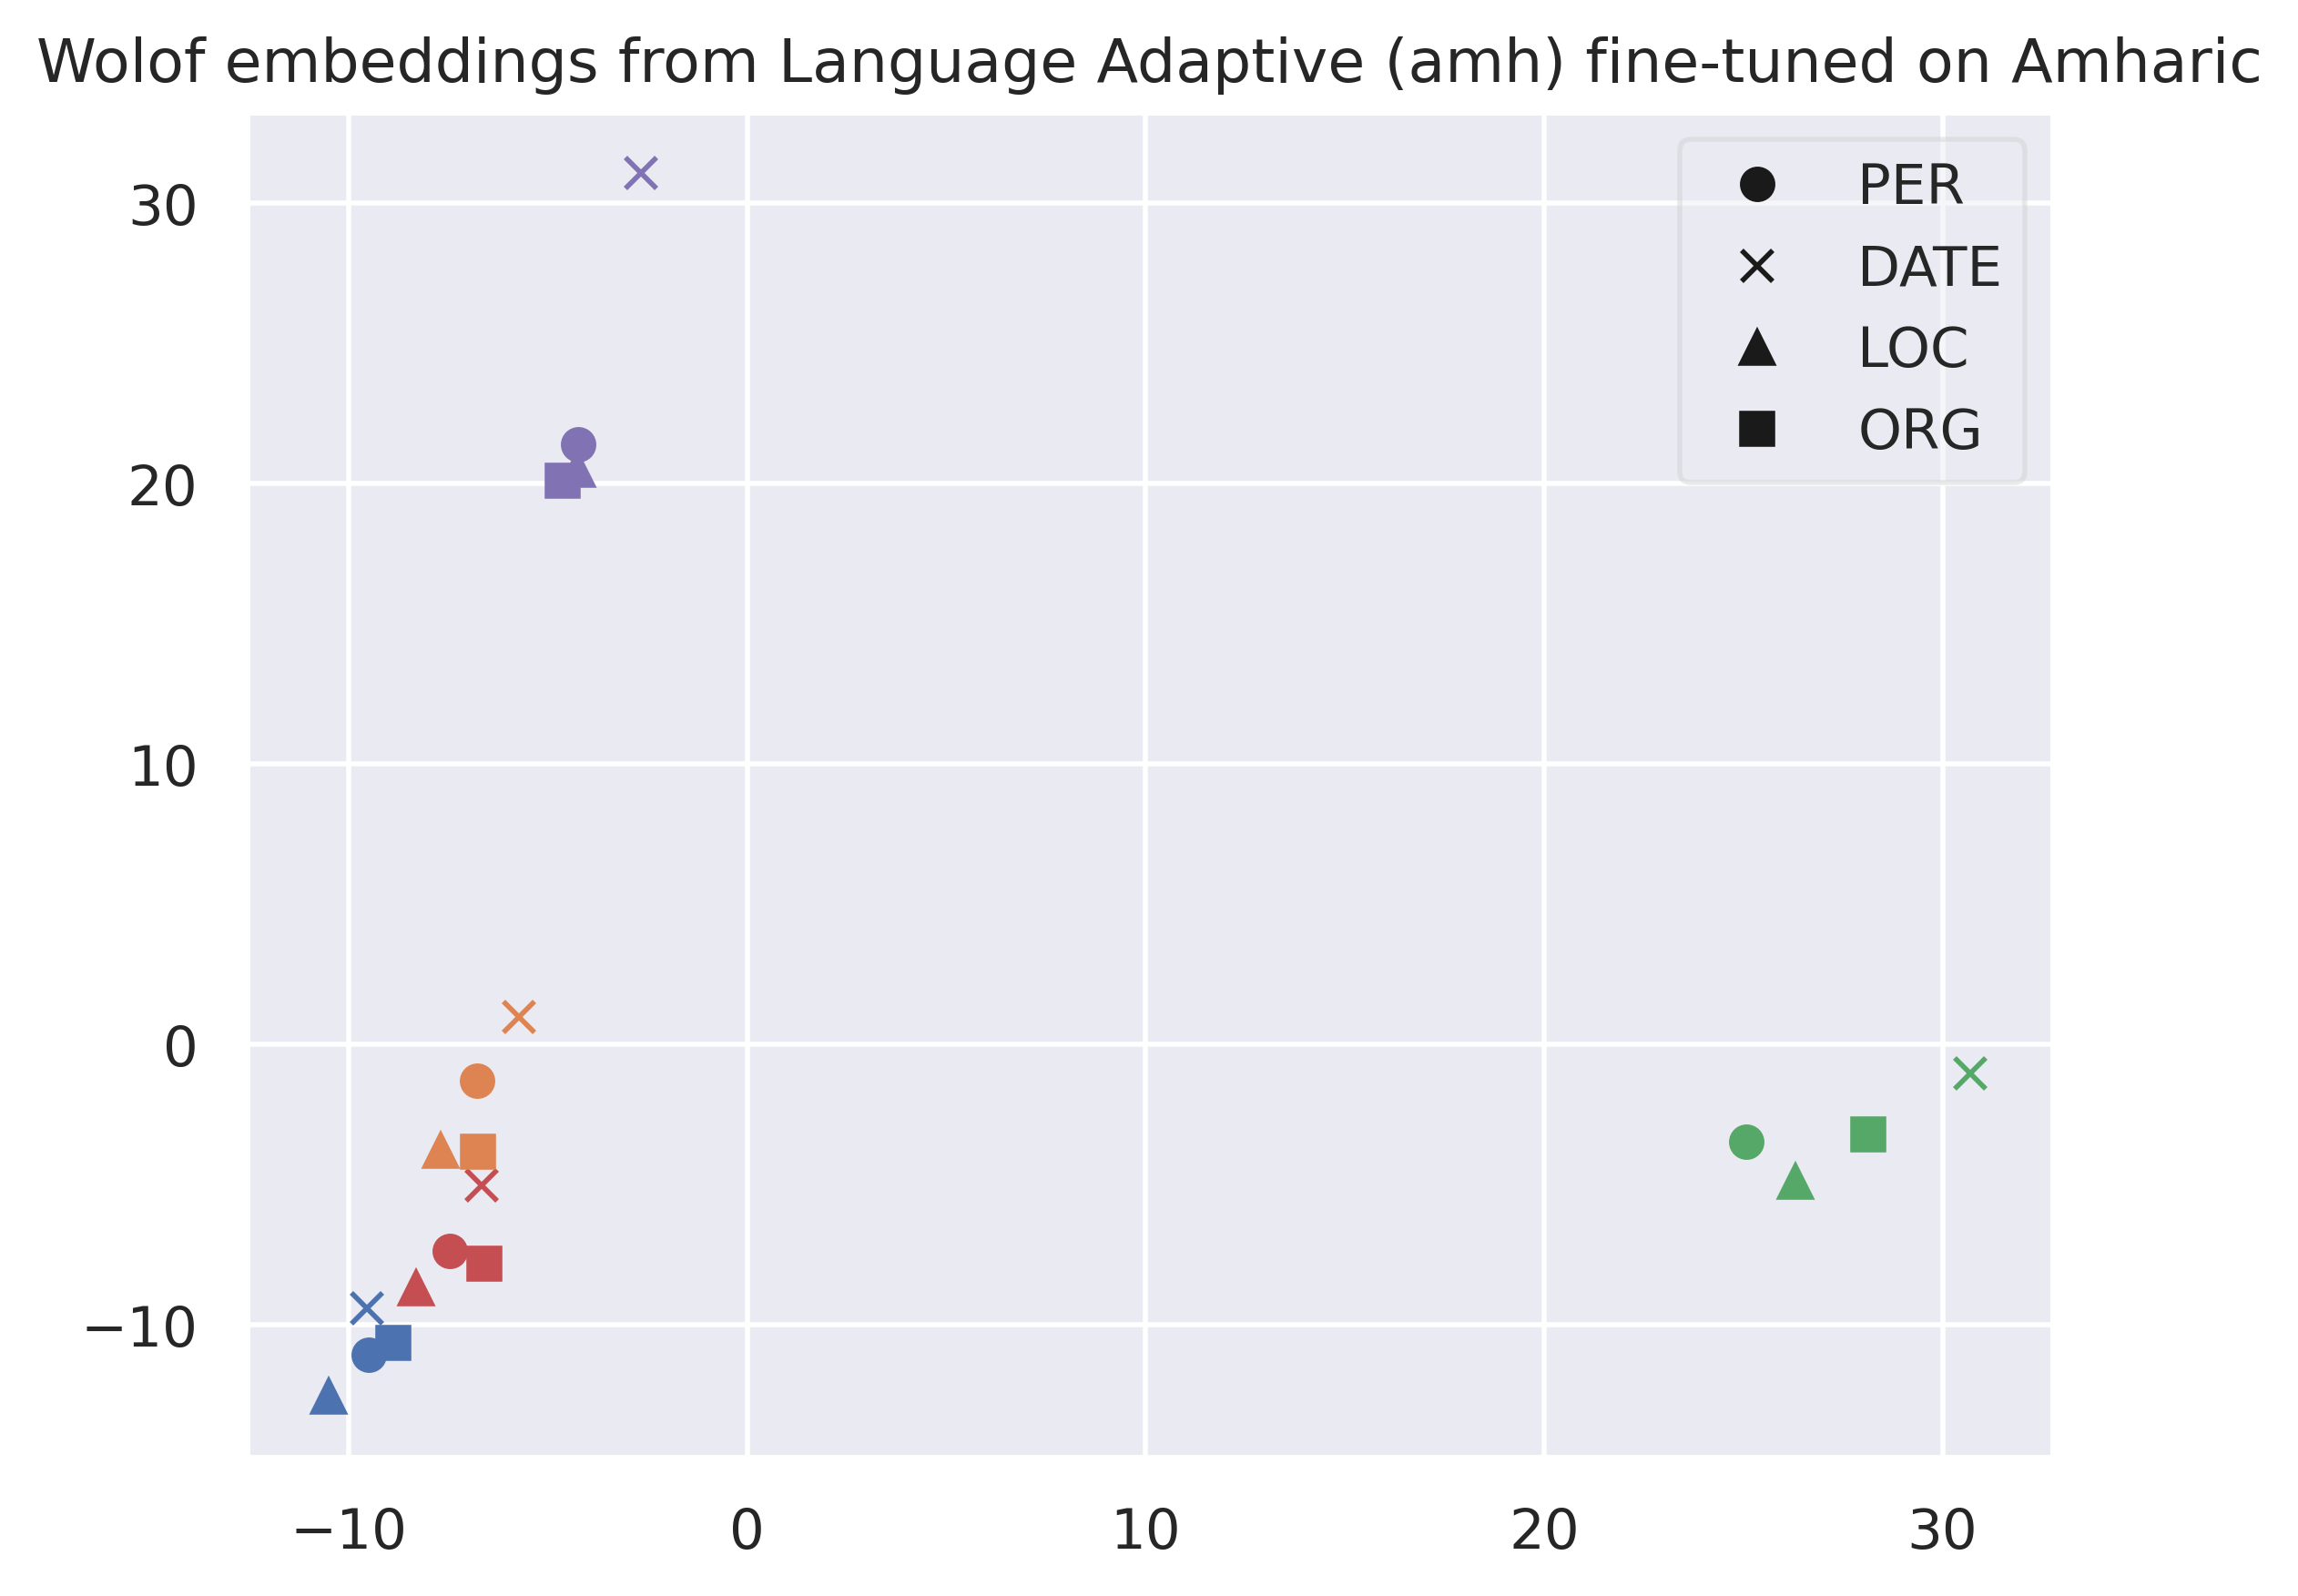 Wolof embeddings from Language Adaptive (amh) fine-tuned on Amharic
PER
DATE
LOC
ORG
30
20
10
0
−10
−10 0 10 20 30